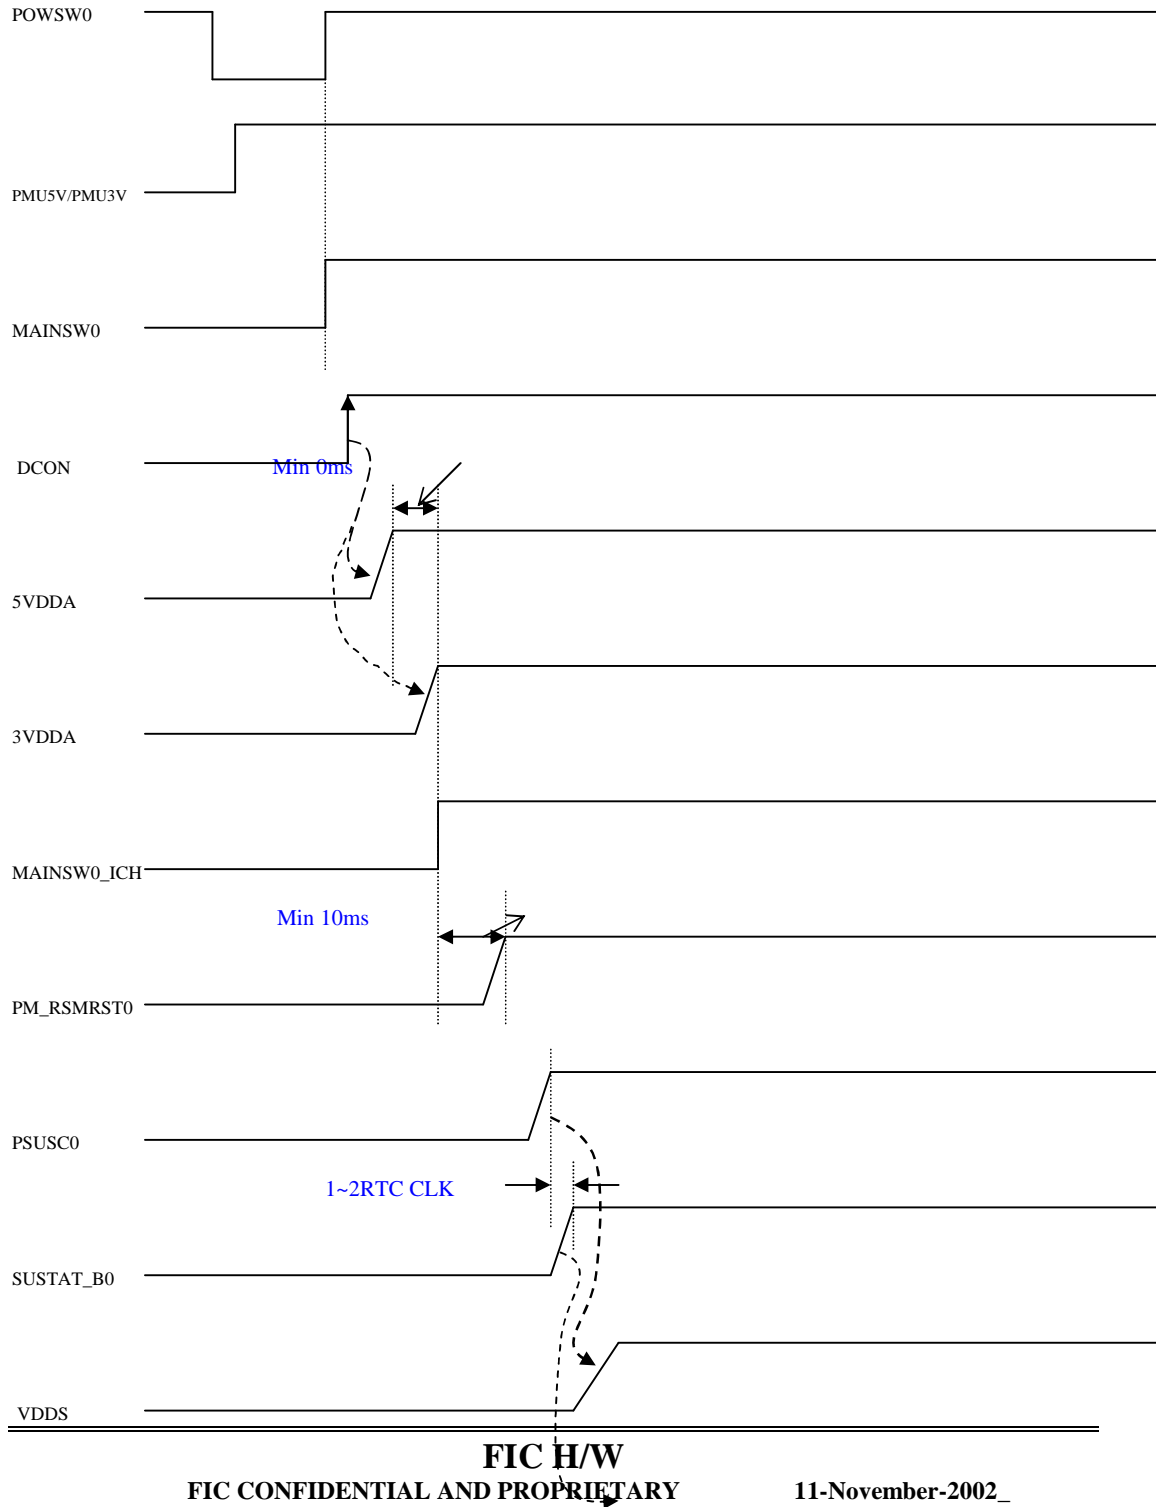 POWSW0
PMU5V/PMU3V
MAINSW0
DCON
Min 0ms
5VDDA
3VDDA
MAINSW0_ICH
Min 10ms
PM_RSMRST0
PSUSC0
1~2RTC CLK
SUSTAT_B0
VDDS
FIC H/W
FIC CONFIDENTIAL AND PROPRIETARY 11-November-2002_